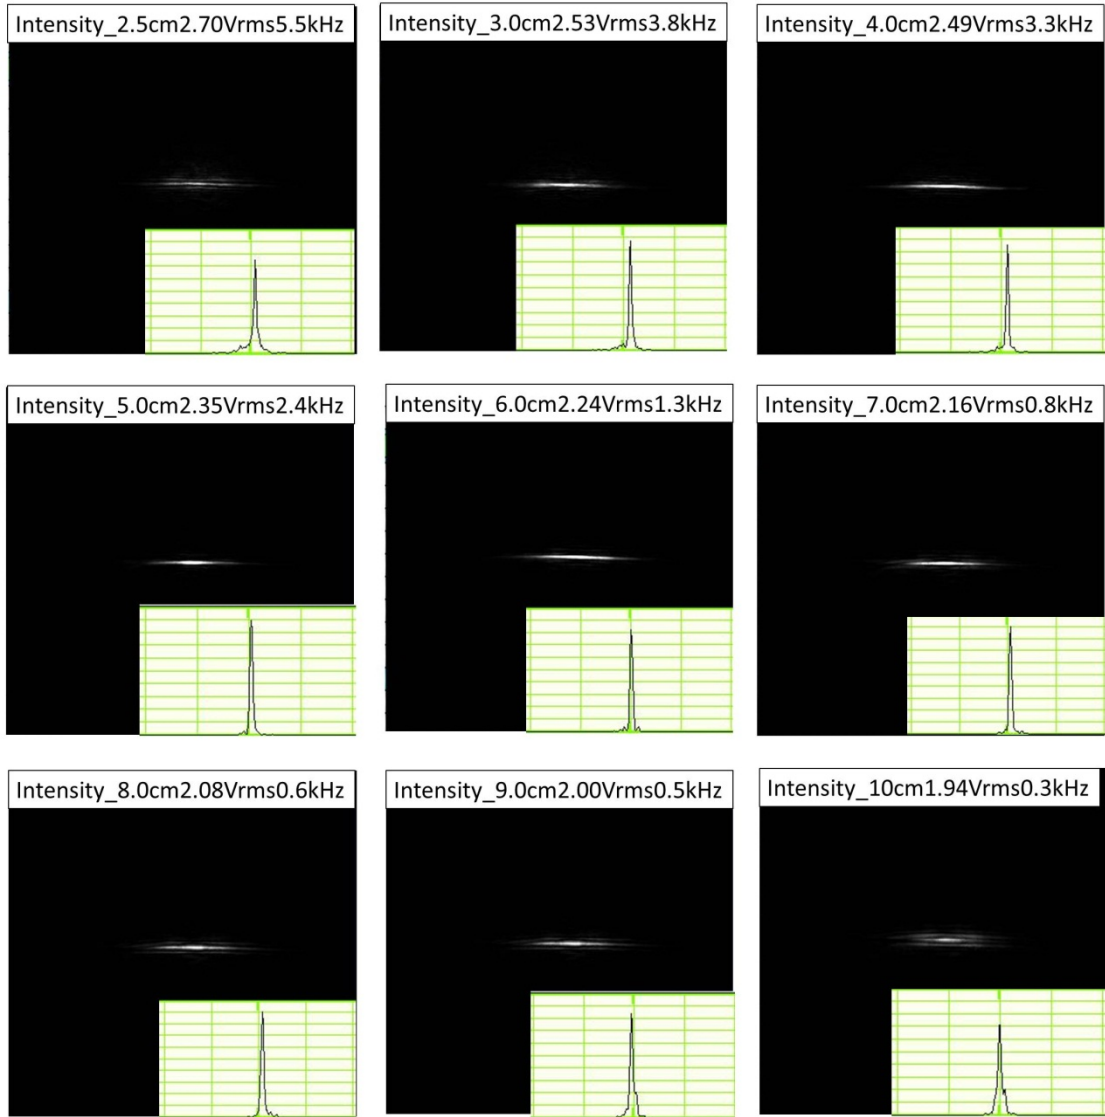 Intensity_2.5cm2.70Vrms5.5kHz
Intensity_3.0cm2.53Vrms3.8kHz
Intensity_4.0cm2.49Vrms3.3kHz
Intensity_5.0cm2.35Vrms2.4kHz
Intensity_6.0cm2.24Vrms1.3kHz
Intensity_7.0cm2.16Vrms0.8kHz
Intensity_8.0cm2.08Vrms0.6kHz
Intensity_9.0cm2.00Vrms0.5kHz
Intensity_10cm1.94Vrms0.3kHz